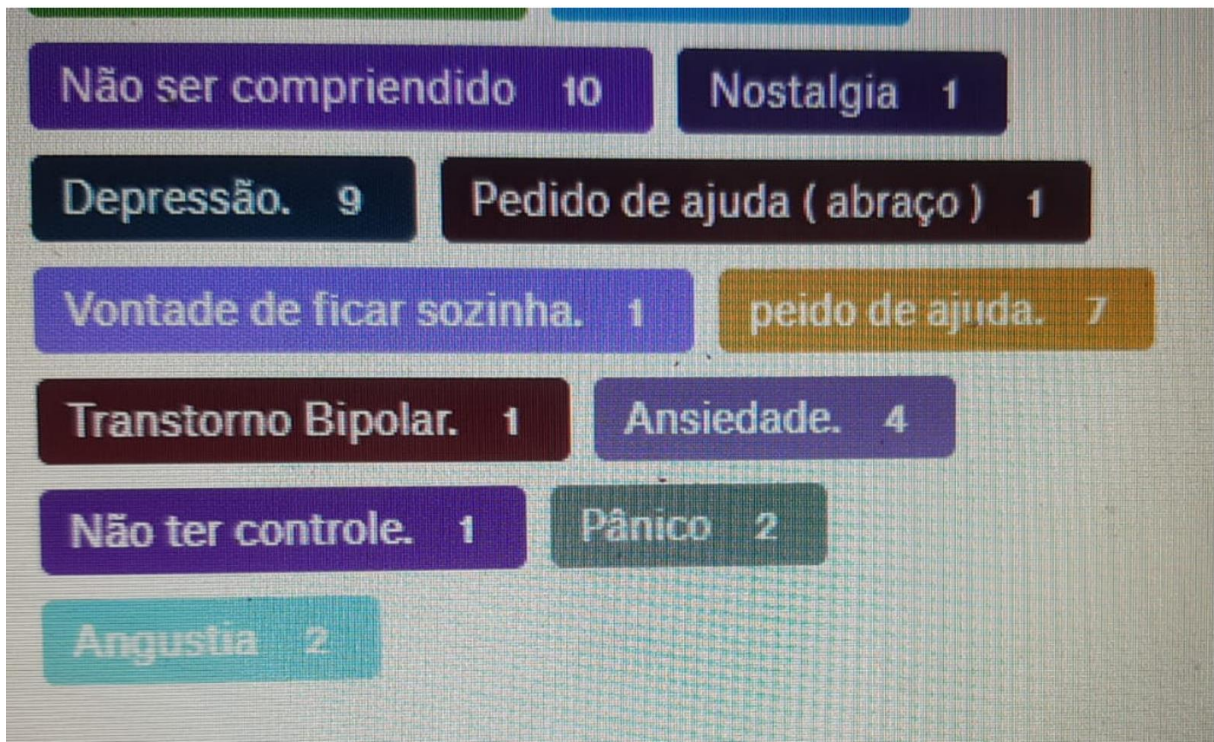 Não ser compriendido 10 Nostalgia 1
Depressão. 9 Pedido de ajuda ( abraço ) 1
Vontade de ficar sozinha. 1 peido de ajuda. 7
Transtorno Bipolar. 1 Ansiedade. 4
Não ter controle. 1 Pânico 2
Angustia 2